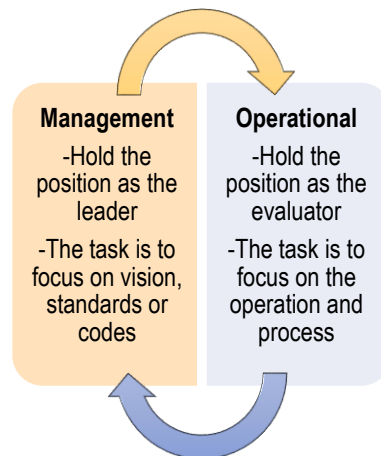 Management
-Hold the
position as the
leader
-The task is to
focus on vision,
standards or
codes
Operational
-Hold the
position as the
evaluator
-The task is to
focus on the
operation and
process